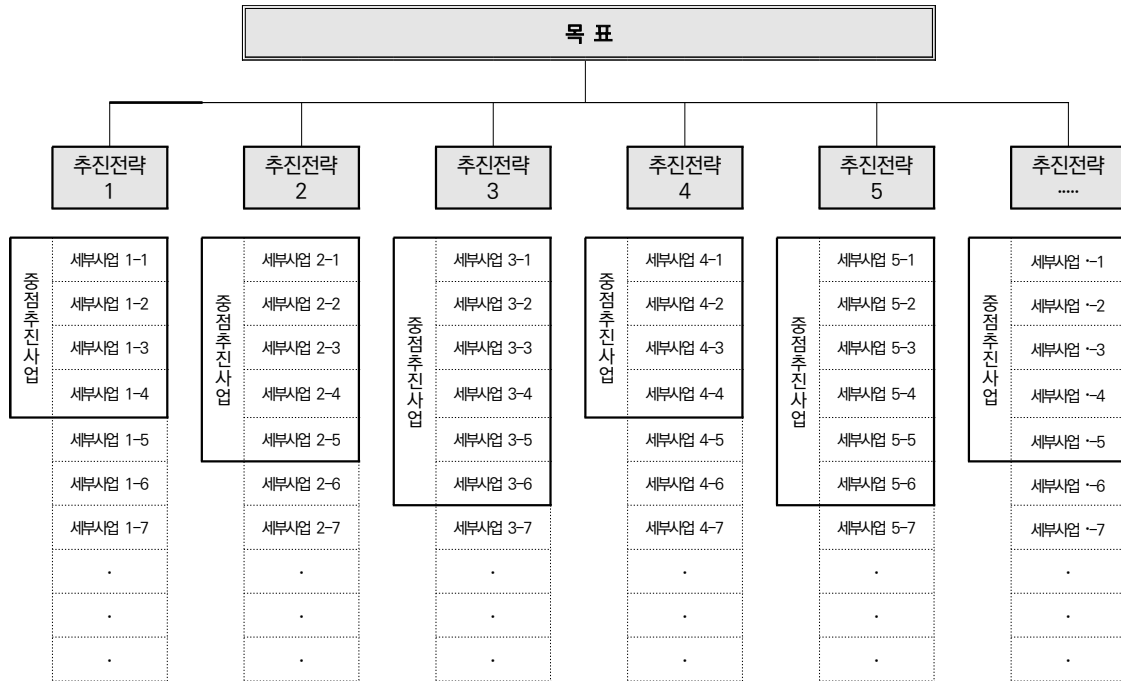 목 표
추진전략
1
추진전략
2
추진전략
3
추진전략
4
추진전략
5
추진전략
·····
중점추진사업
세부사업 1-1
세부사업 1-2
세부사업 1-3
세부사업 1-4
세부사업 1-5
세부사업 1-6
세부사업 1-7
·
·
·
중점추진사업
세부사업 2-1
세부사업 2-2
세부사업 2-3
세부사업 2-4
세부사업 2-5
세부사업 2-6
세부사업 2-7
·
·
·
중점추진사업
세부사업 3-1
세부사업 3-2
세부사업 3-3
세부사업 3-4
세부사업 3-5
세부사업 3-6
세부사업 3-7
·
·
·
중점추진사업
세부사업 4-1
세부사업 4-2
세부사업 4-3
세부사업 4-4
세부사업 4-5
세부사업 4-6
세부사업 4-7
·
·
·
중점추진사업
세부사업 5-1
세부사업 5-2
세부사업 5-3
세부사업 5-4
세부사업 5-5
세부사업 5-6
세부사업 5-7
·
·
·
중점추진사업
세부사업 ·-1
세부사업 ·-2
세부사업 ·-3
세부사업 ·-4
세부사업 ·-5
세부사업 ·-6
세부사업 ·-7
·
·
·